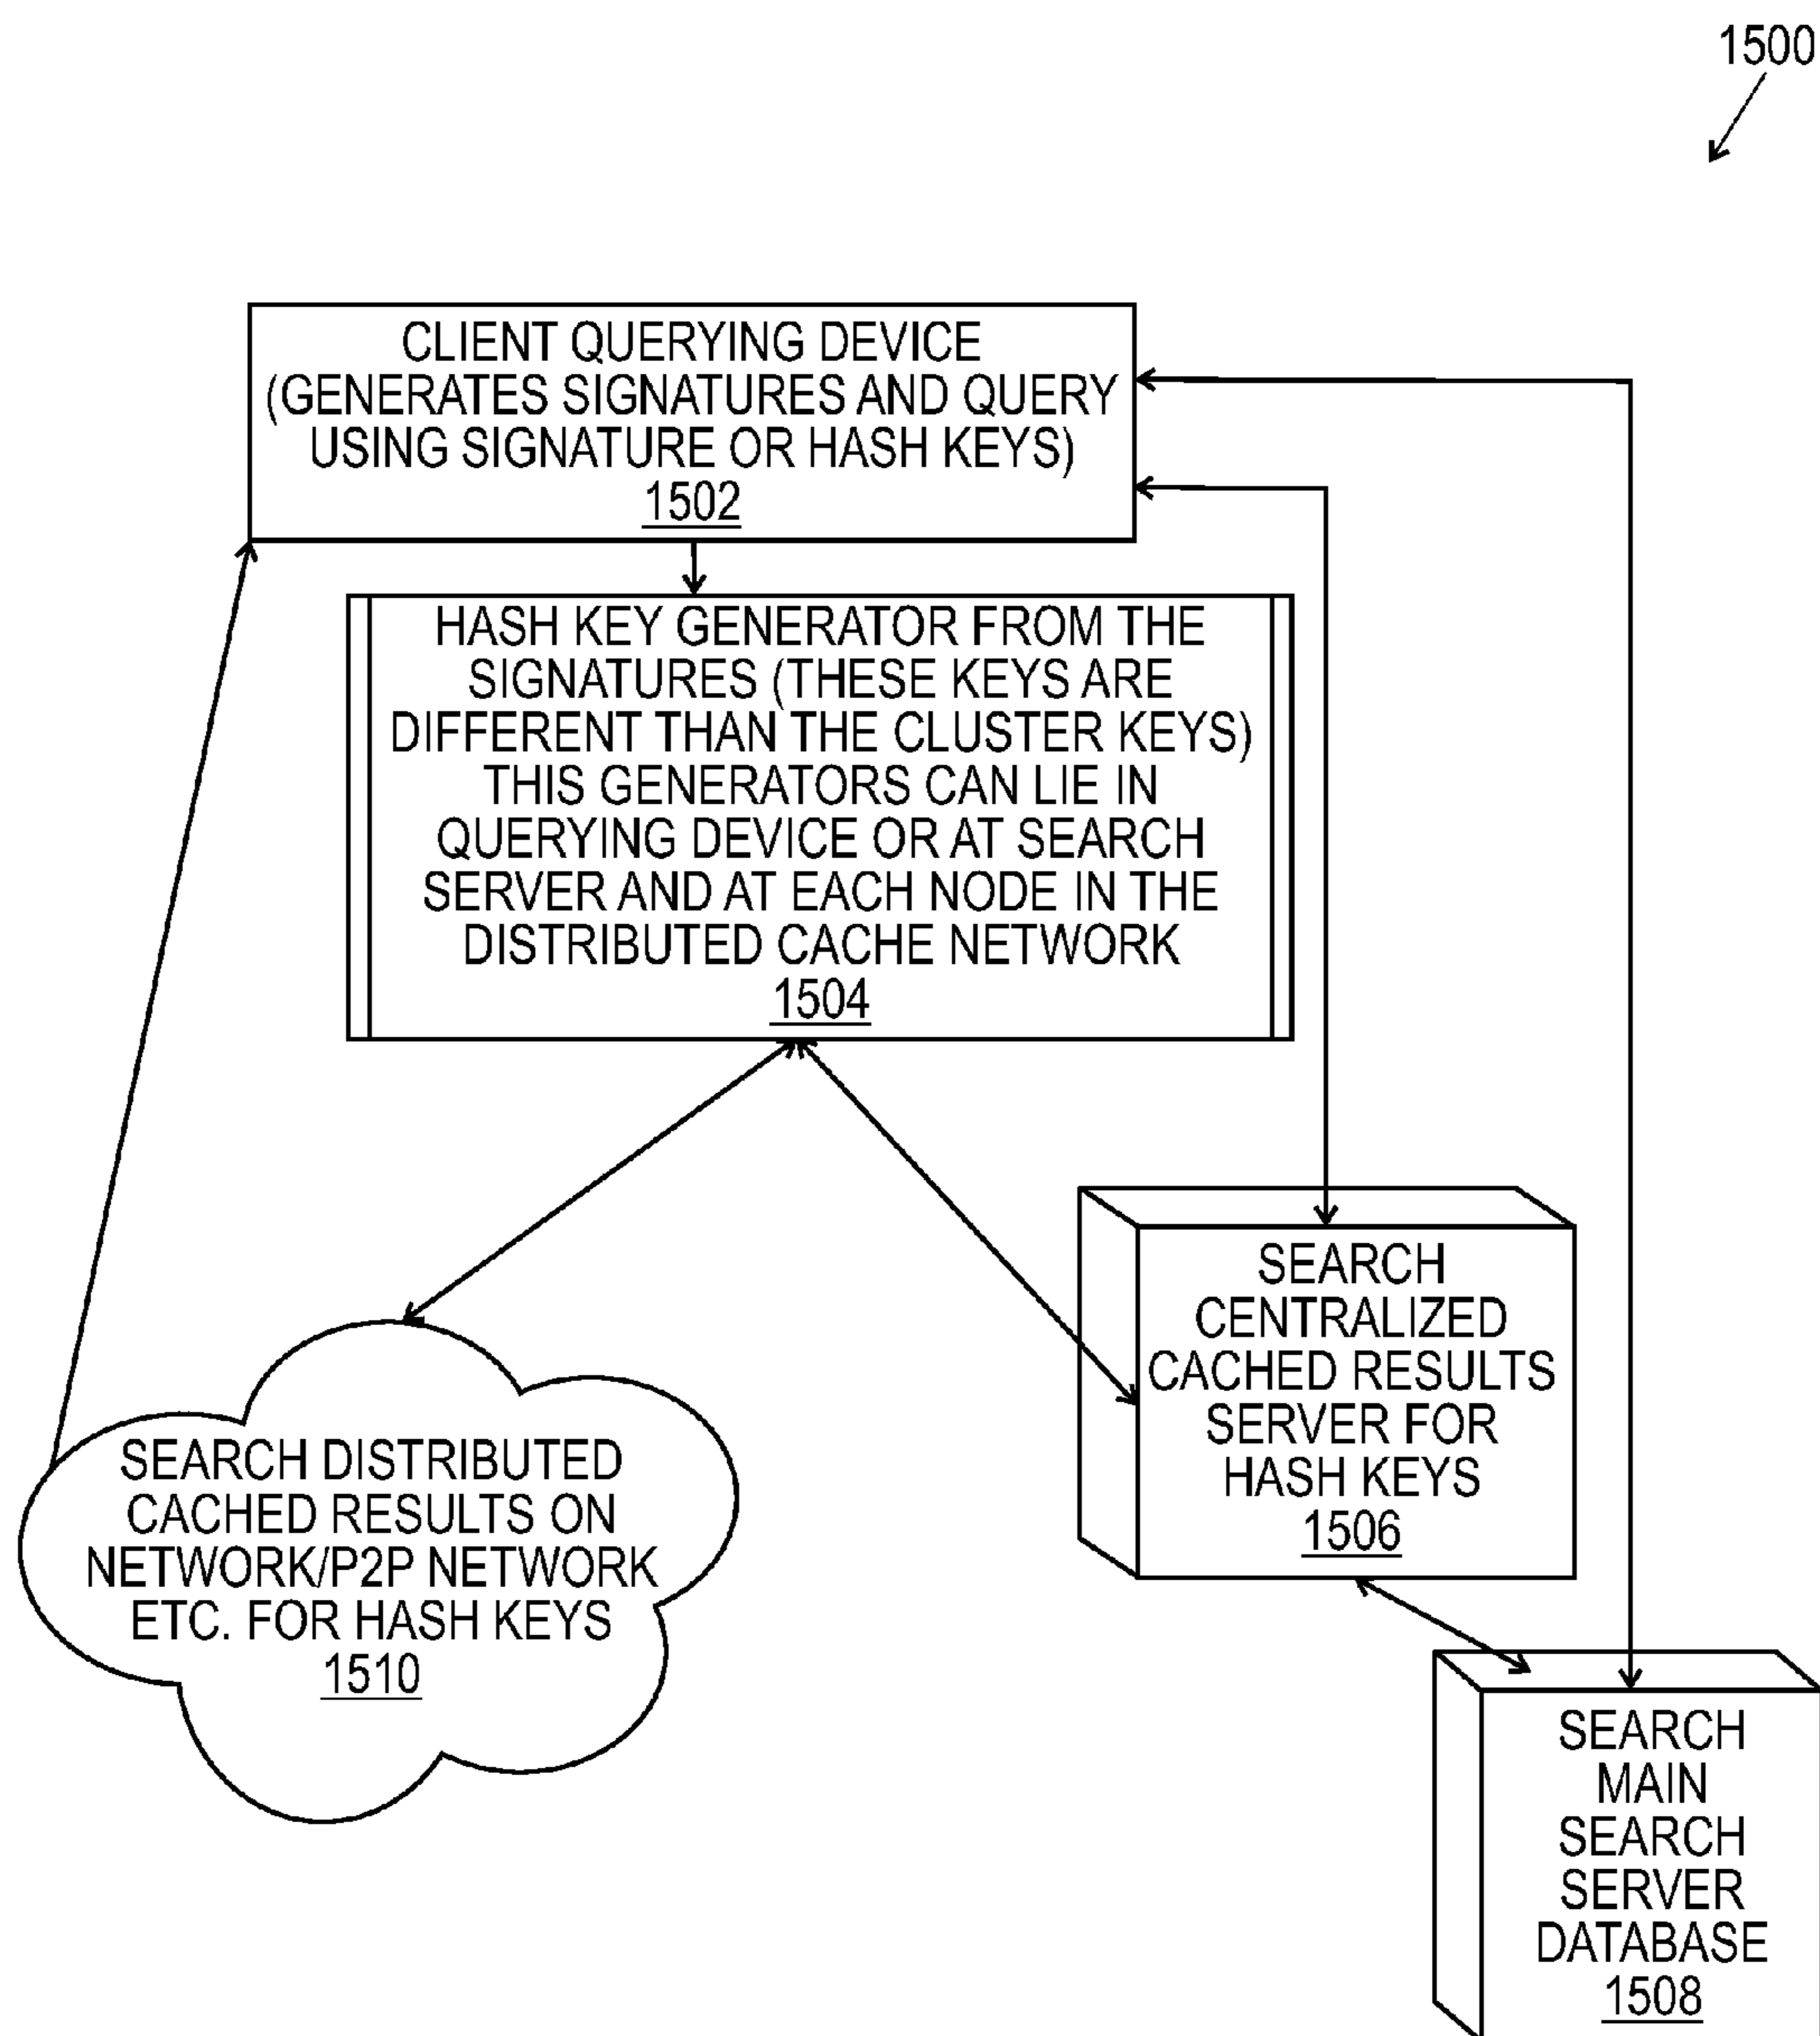 1500
CLIENT QUERYING DEVICE
(GENERATES SIGNATURES AND QUERY
USING SIGNATURE OR HASH KEYS)
1502
HASH KEY GENERATOR FROM THE
SIGNATURES (THESE KEYS ARE
DIFFERENT THAN THE CLUSTER KEYS)
THIS GENERATORS CAN LIE IN
QUERYING DEVICE OR AT SEARCH
SERVER AND AT EACH NODE IN THE
DISTRIBUTED CACHE NETWORK
1504
SEARCH
CENTRALIZED
CACHED RESULTS
SERVER FOR
HASH KEYS
1506
SEARCH DISTRIBUTED
CACHED RESULTS ON
NETWORK/P2P NETWORK
ETC. FOR HASH KEYS
1510
SEARCH
MAIN
SEARCH
SERVER
DATABASE
1508